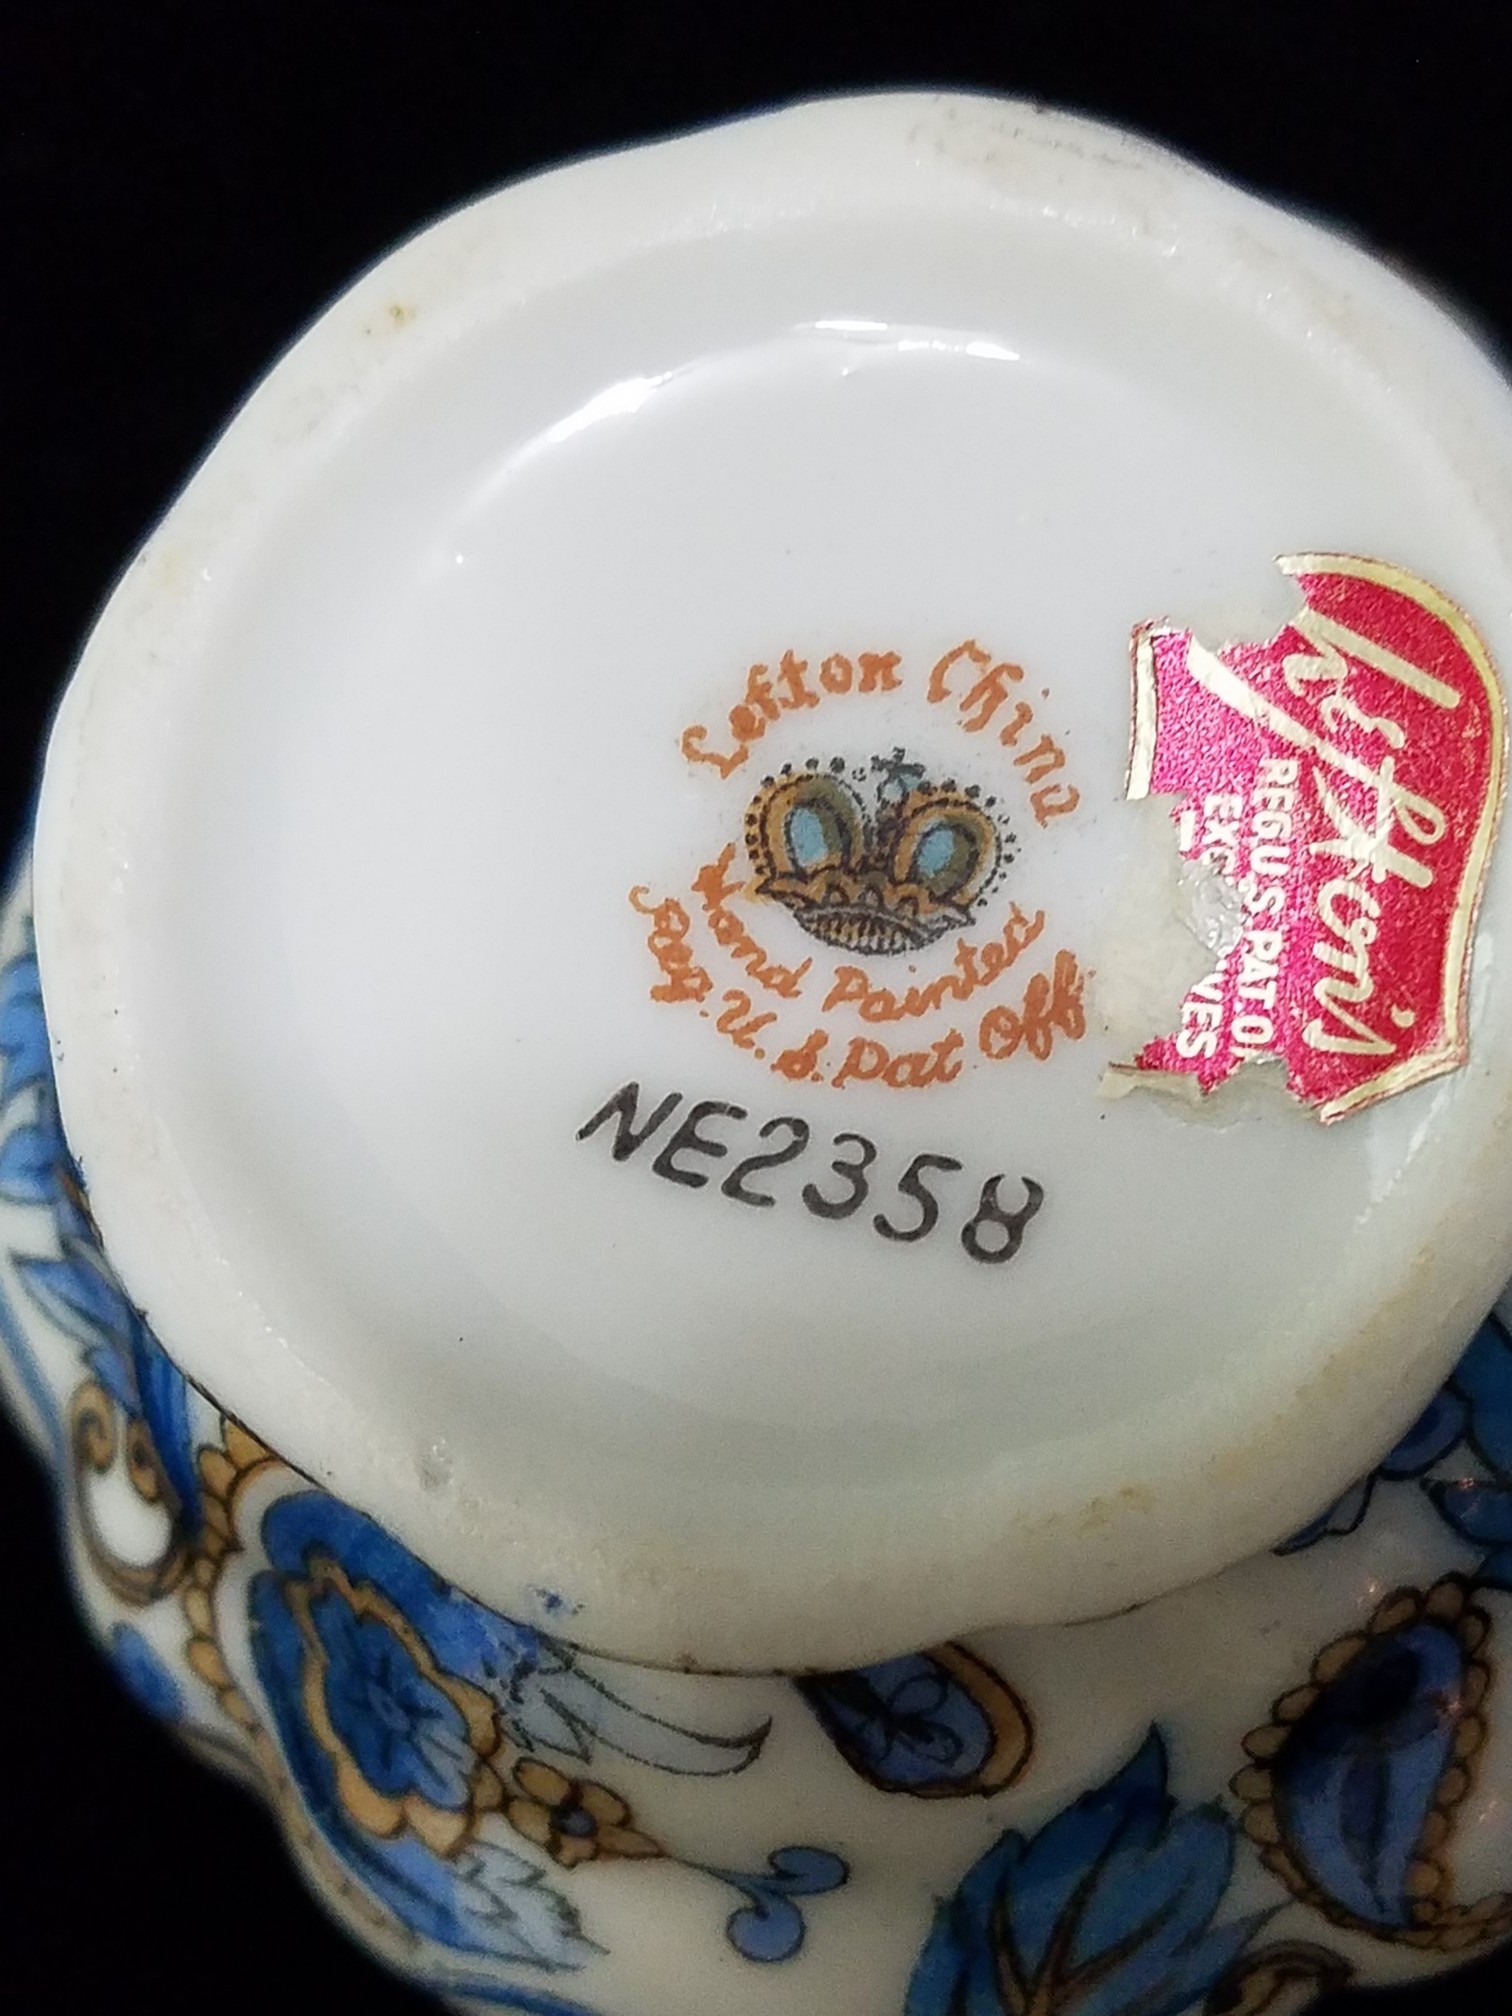 Lefton China
Hand Painted
Reg. U. S. Pat Off
NE2358
Lefton's
REG U.S. PAT. O
EXC VES